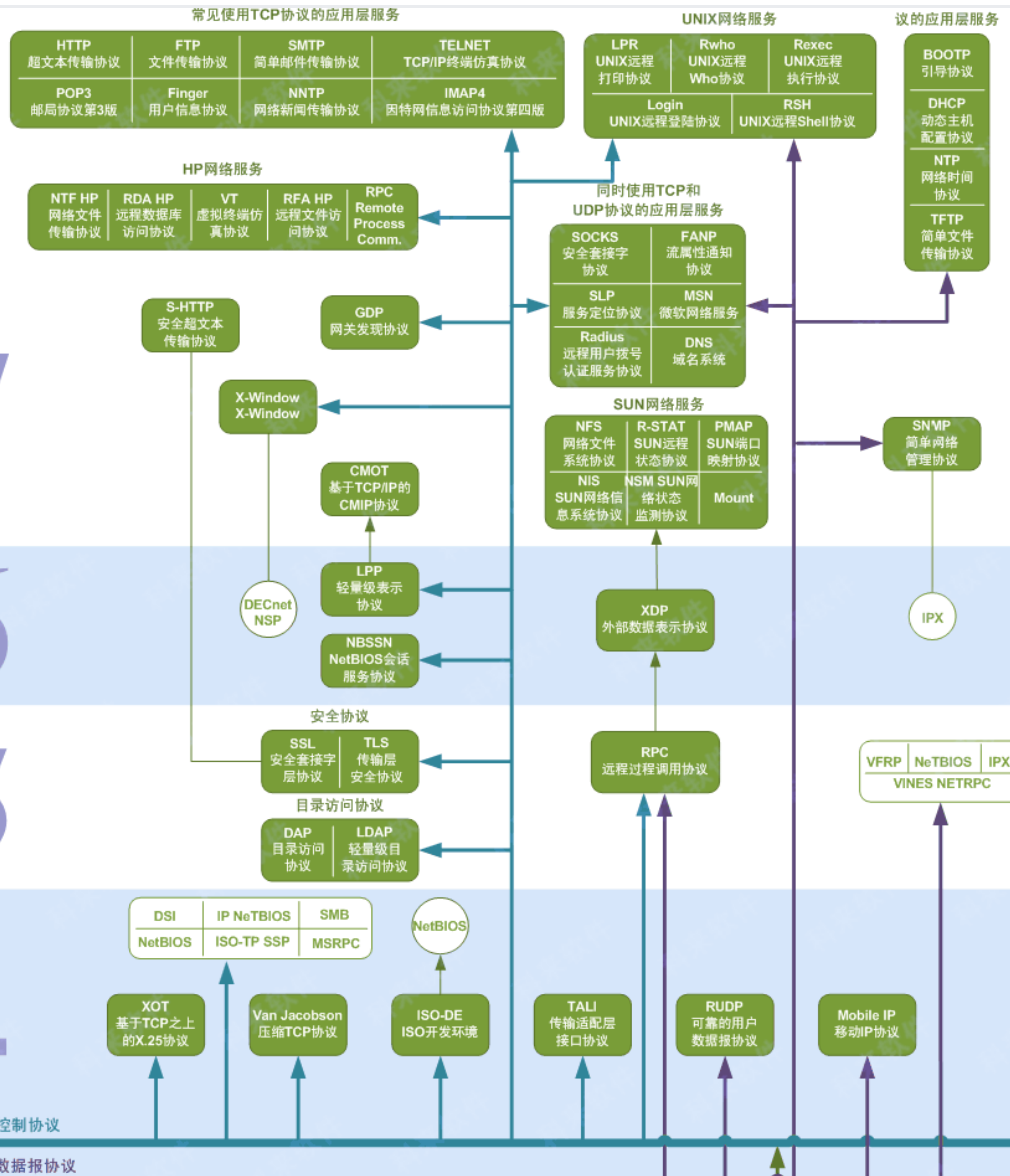 常见使用TCP协议的应用层服务
HTTP
超文本传输协议
FTP
文件传输协议
SMTP
简单邮件传输协议
TELNET
TCP/IP终端仿真协议
POP3
邮局协议第3版
Finger
用户信息协议
NNTP
网络新闻传输协议
IMAP4
因特网信息访问协议第四版
UNIX网络服务
LPR
UNIX远程
打印协议
Rwho
UNIX远程
Who协议
Rexec
UNIX远程
执行协议
Login
UNIX远程登陆协议
RSH
UNIX远程Shell协议
议的应用层服务
BOOTP
引导协议
DHCP
动态主机
配置协议
NTP
网络时间
协议
TFTP
简单文件
传输协议
HP网络服务
NTF HP
网络文件
传输协议
RDA HP
远程数据库
访问协议
VT
虚拟终端仿
真协议
RFA HP
远程文件访
问协议
RPC
Remote
Process
Comm.
同时使用TCP和
UDP协议的应用层服务
SOCKS
安全套接字
协议
FANP
流属性通知
协议
SLP
服务定位协议
MSN
微软网络服务
Radius
远程用户拨号
认证服务协议
DNS
域名系统
S-HTTP
安全超文本
传输协议
GDP
网关发现协议
X-Window
X-Window
SUN网络服务
NFS
网络文件
系统协议
R-STAT
SUN远程
状态协议
PMAP
SUN端口
映射协议
NIS
SUN网络信
息系统协议
NSM SUN网
络状态
监测协议
Mount
SNMP
简单网络
管理协议
CMOT
基于TCP/IP的
CMIP协议
LPP
轻量级表示
协议
DECnet
NSP
XDP
外部数据表示协议
IPX
NBSSN
NetBIOS会话
服务协议
安全协议
SSL
安全套接字
层协议
TLS
传输层
安全协议
RPC
远程过程调用协议
VFRP
NeTBIOS
IPX
VINES NETRPC
目录访问协议
DAP
目录访问
协议
LDAP
轻量级目
录访问协议
DSI
IP NeTBIOS
SMB
NetBIOS
ISO-TP SSP
MSRPC
NetBIOS
XOT
基于TCP之上
的X.25协议
Van Jacobson
压缩TCP协议
ISO-DE
ISO开发环境
TALI
传输适配层
接口协议
RUDP
可靠的用户
数据报协议
Mobile IP
移动IP协议
控制协议
数据报协议